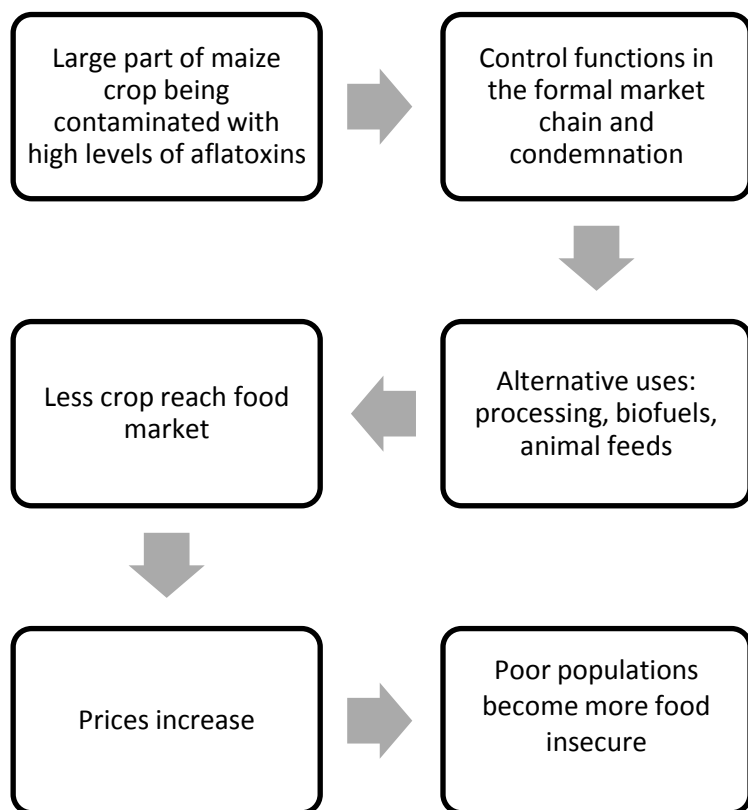 Large part of maize
crop being
contaminated with
high levels of aflatoxins
Control functions in
the formal market
chain and
condemnation
Alternative uses:
processing, biofuels,
animal feeds
Less crop reach food
market
Prices increase
Poor populations
become more food
insecure